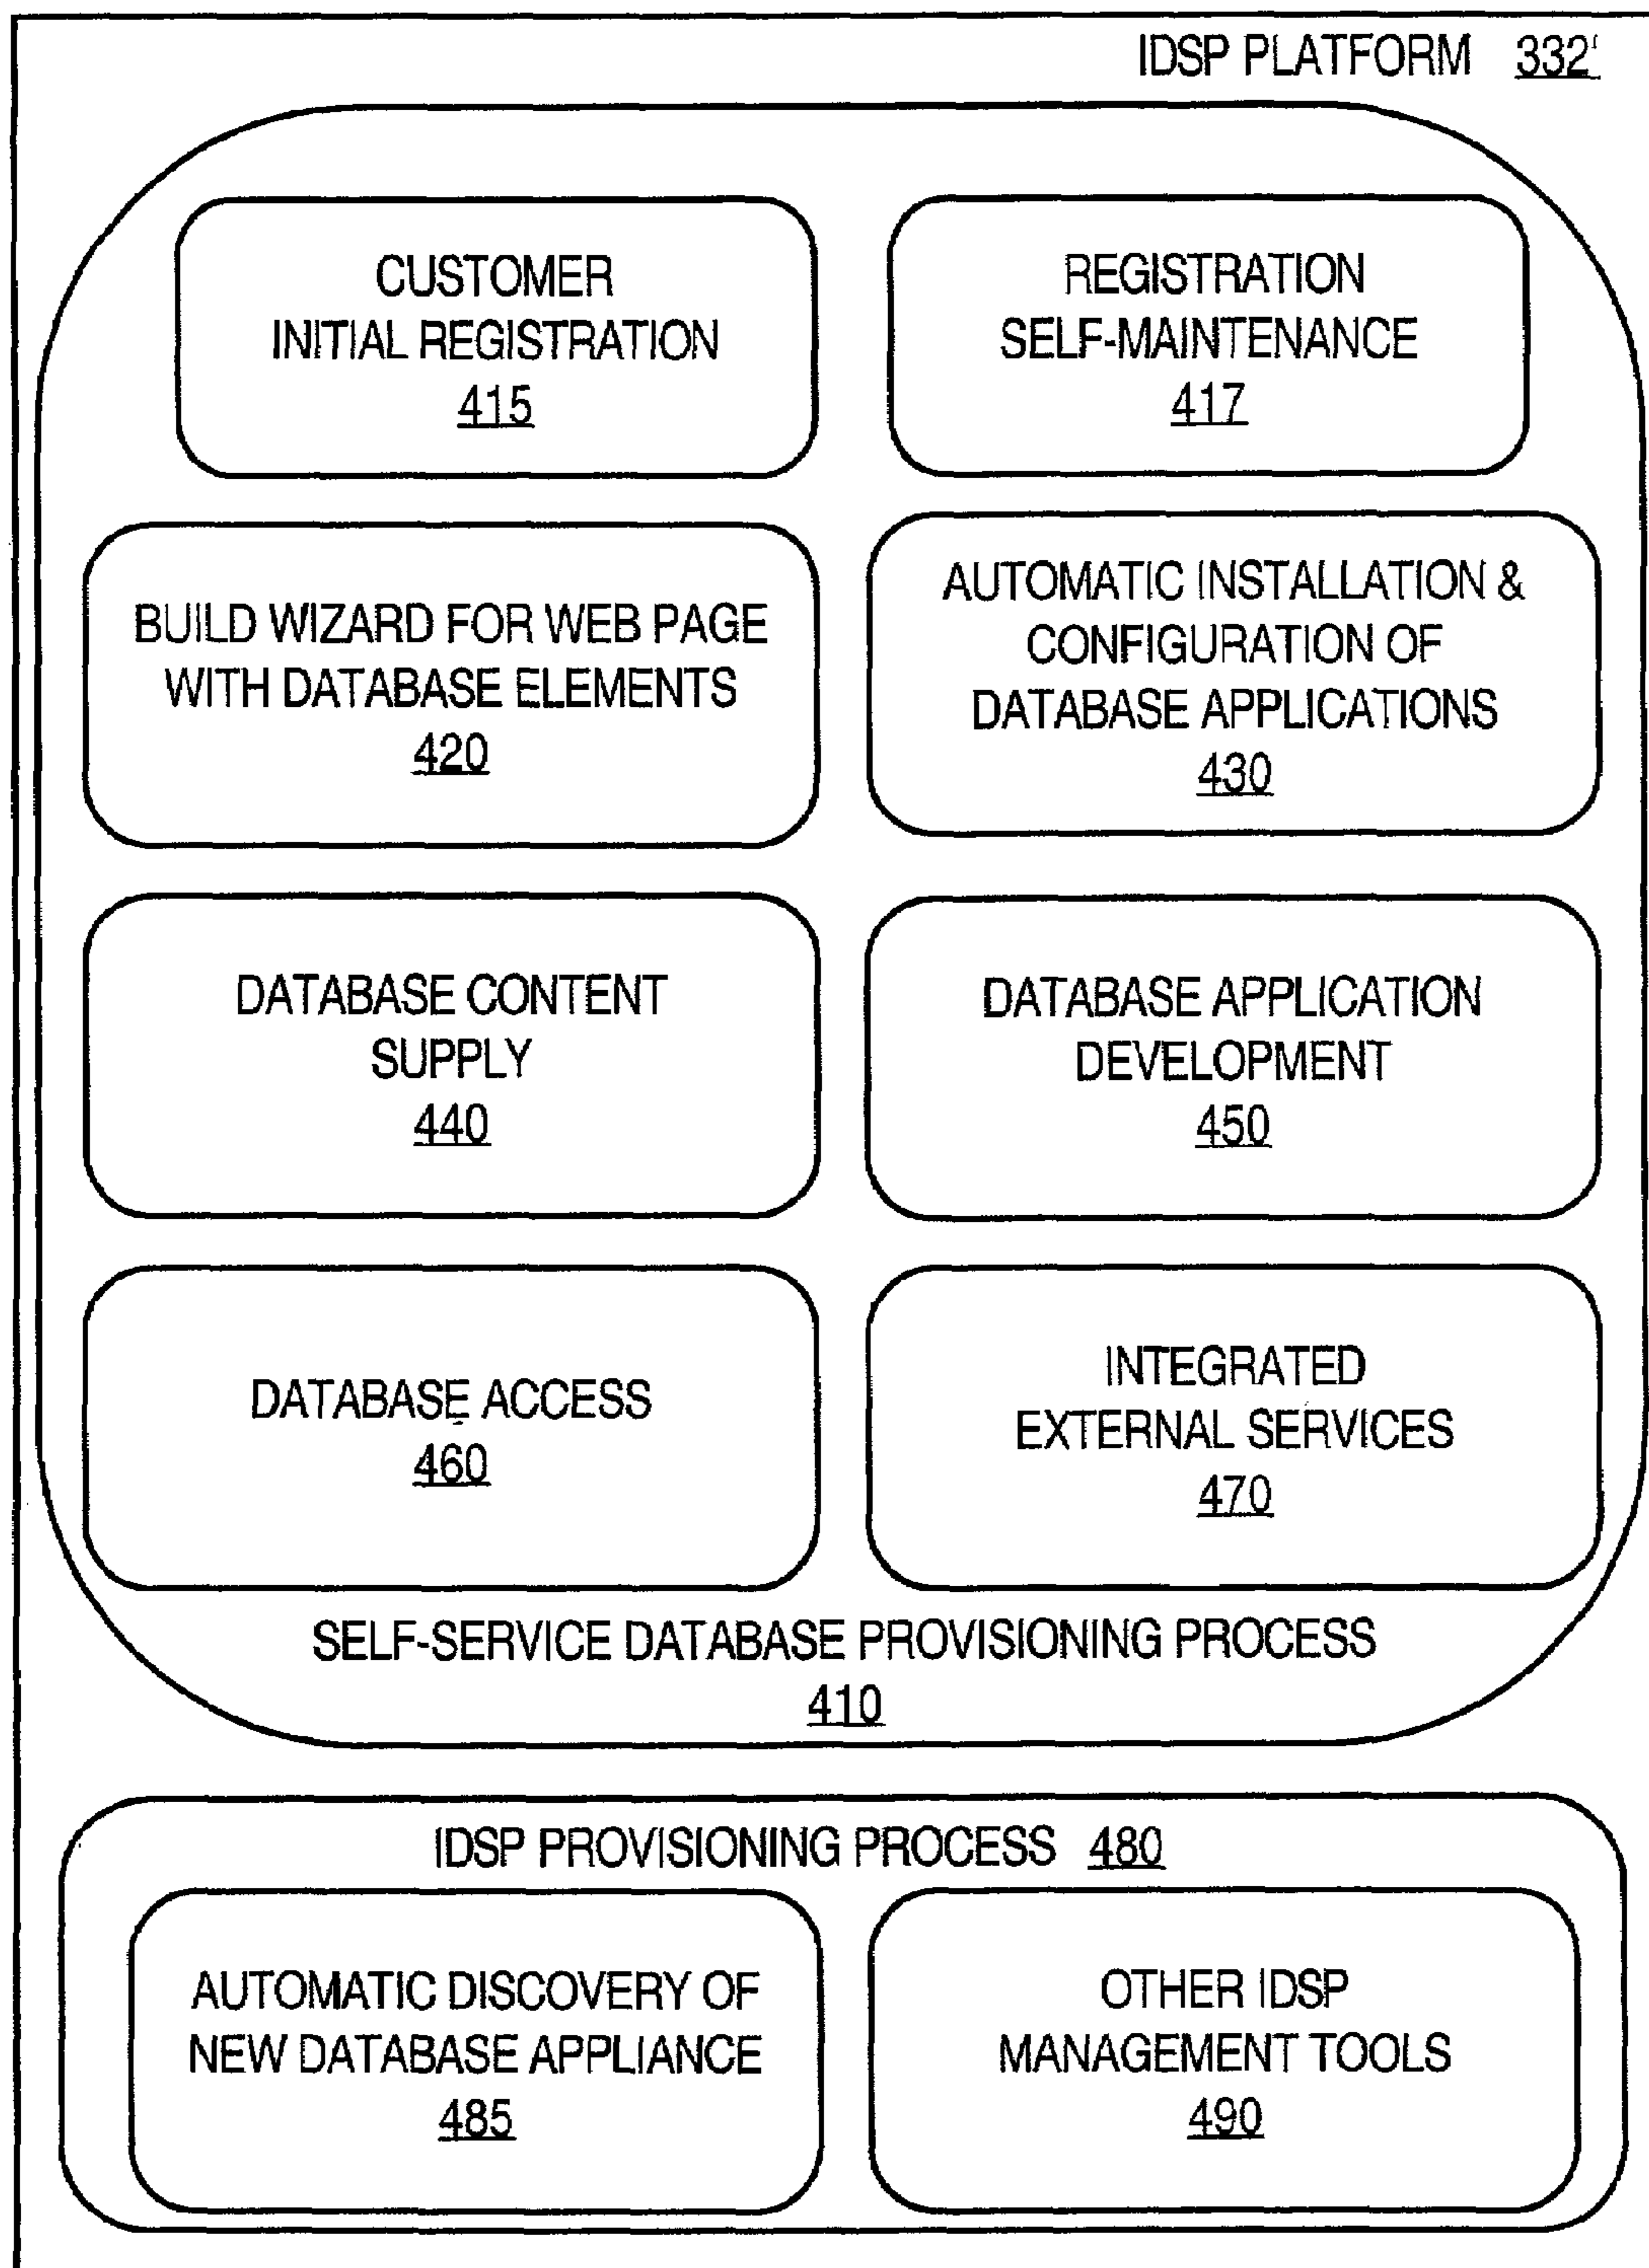 IDSP PLATFORM 332'
CUSTOMER
INITIAL REGISTRATION
415
REGISTRATION
SELF-MAINTENANCE
417
BUILD WIZARD FOR WEB PAGE
WITH DATABASE ELEMENTS
420
AUTOMATIC INSTALLATION &
CONFIGURATION OF
DATABASE APPLICATIONS
430
DATABASE CONTENT
SUPPLY
440
DATABASE APPLICATION
DEVELOPMENT
450
DATABASE ACCESS
460
INTEGRATED
EXTERNAL SERVICES
470
SELF-SERVICE DATABASE PROVISIONING PROCESS
410
IDSP PROVISIONING PROCESS 480
AUTOMATIC DISCOVERY OF
NEW DATABASE APPLIANCE
485
OTHER IDSP
MANAGEMENT TOOLS
490